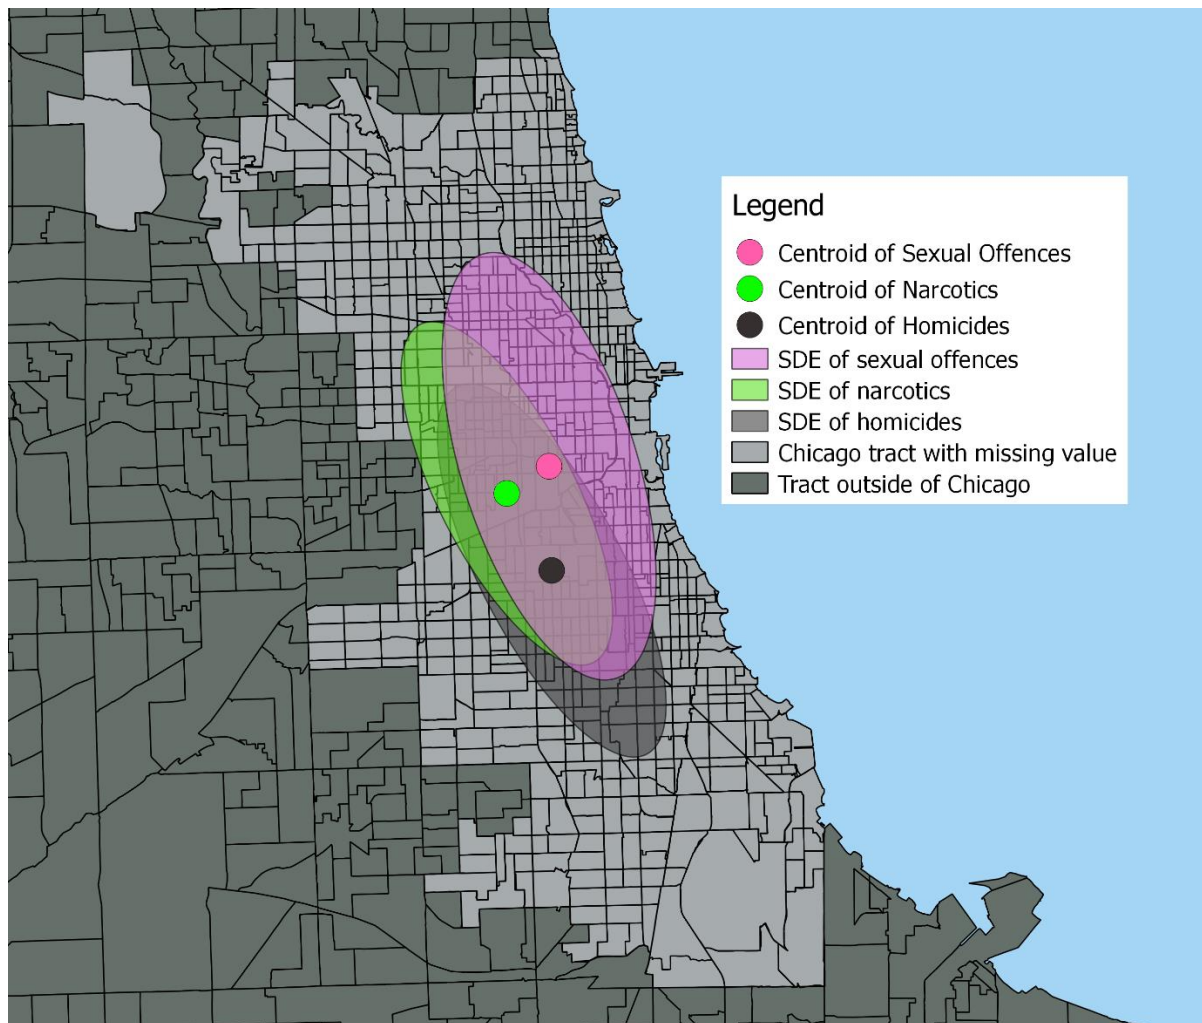 Legend
Centroid of Sexual Offences
Centroid of Narcotics
Centroid of Homicides
SDE of sexual offences
SDE of narcotics
SDE of homicides
Chicago tract with missing value
Tract outside of Chicago